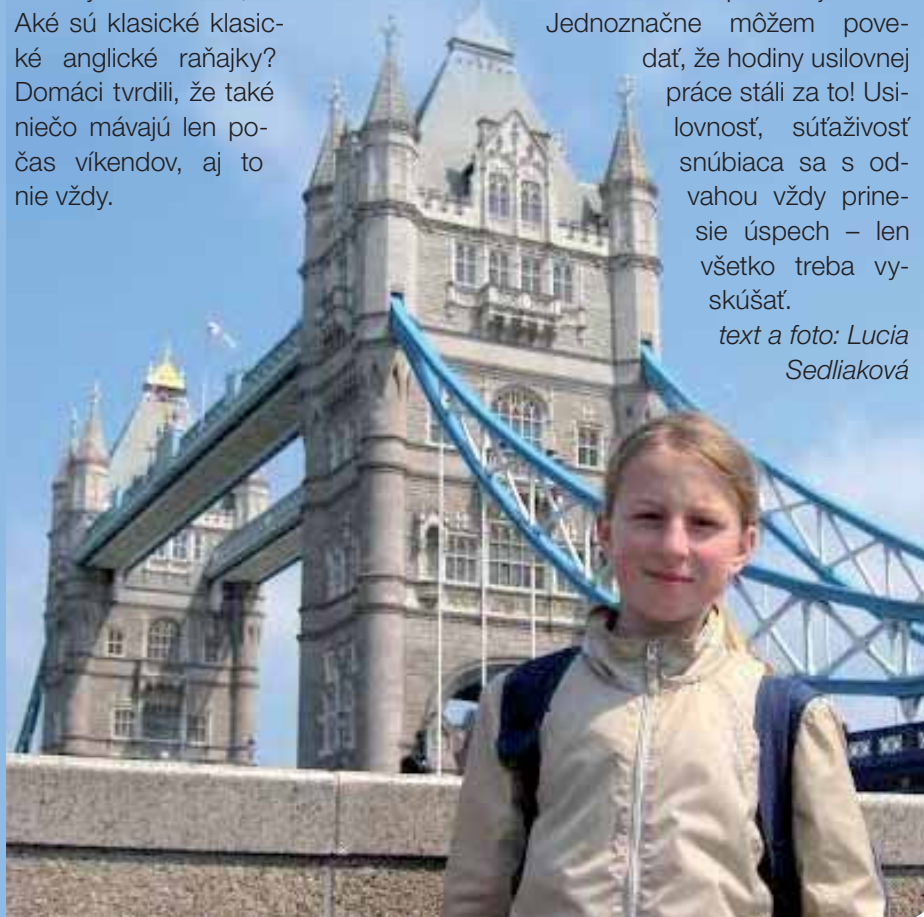 Aké sú klasické klasic-
ké anglické raňajky?
Domáci tvrdili, že také
niečo mávajú len po-
čas víkendov, aj to
nie vždy.
Jednoznačne môžem pove-
dať, že hodiny usilovnej
práce stáli za to! Usi-
lovnosť, súťaživosť
snúbiaca sa s od-
vahou vždy prine-
sie úspech – len
všetko treba vy-
skúšať.
text a foto: Lucia
Sedliaková